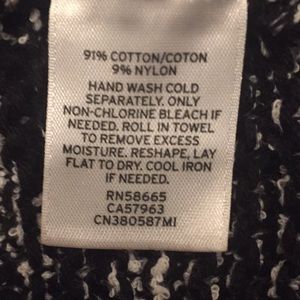 91% COTTON/COTON
9% NYLON
HAND WASH COLD
SEPARATELY. ONLY
NON-CHLORINE BLEACH IF
NEEDED. ROLL IN TOWEL
TO REMOVE EXCESS
MOISTURE. RESHAPE, LAY
FLAT TO DRY. COOL IRON
IF NEEDED.
RN58665
CA57963
CN380587MI